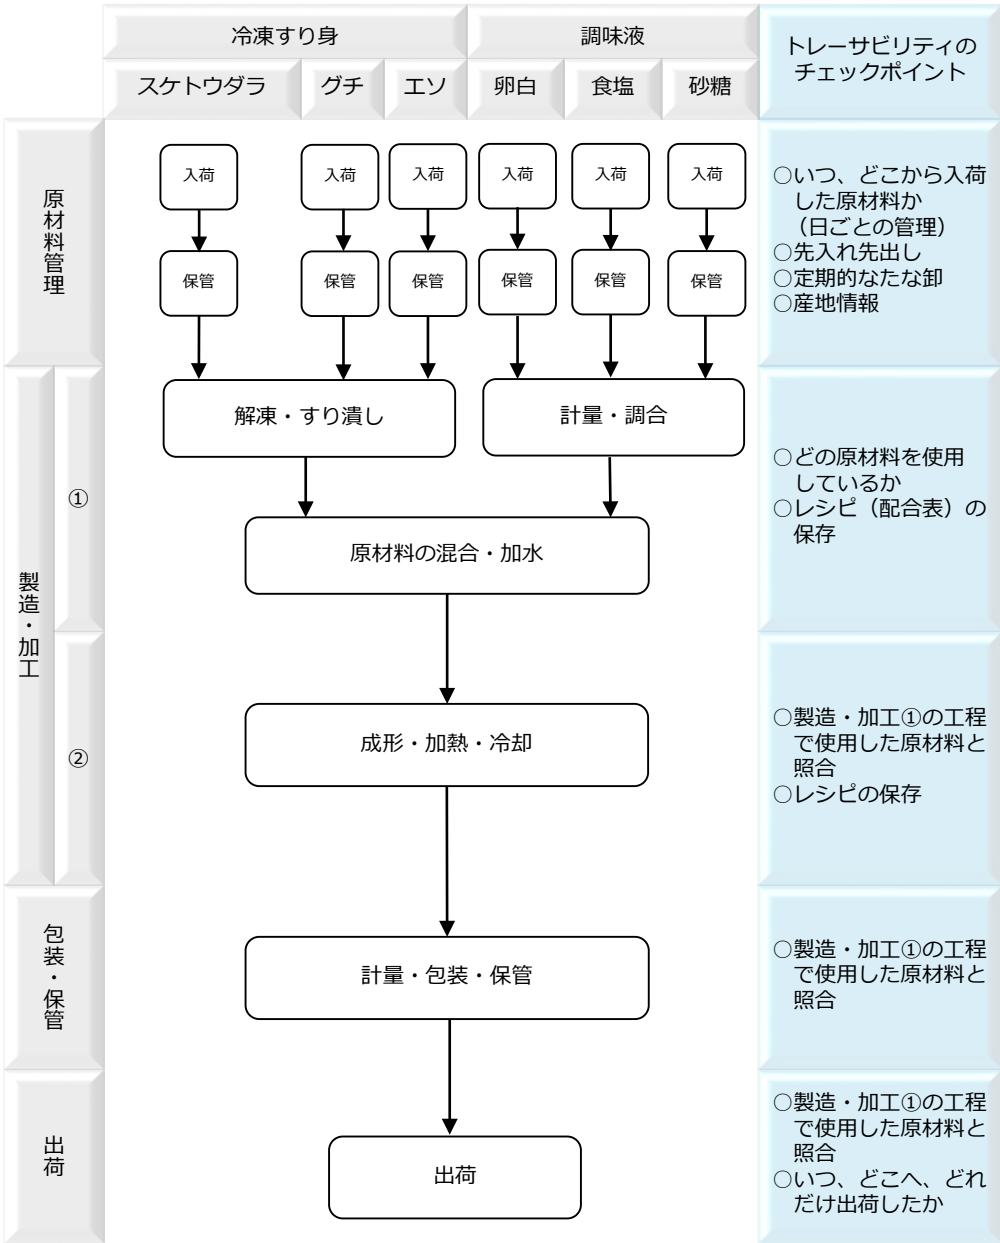 冷凍すり身
調味液
トレーサビリティの
チェックポイント
スケトウダラ
グチ
エソ
卵白
食塩
砂糖
原材料管理
入荷
入荷
入荷
入荷
入荷
入荷
保管
保管
保管
保管
保管
保管
○いつ、どこから入荷
した原材料か
（日ごとの管理）
○先入れ先出し
○定期的なたな卸
○産地情報
製造・加工
①
解凍・すり潰し
計量・調合
原材料の混合・加水
○どの原材料を使用
しているか
○レシピ（配合表）の
保存
②
成形・加熱・冷却
○製造・加工①の工程
で使用した原材料と
照合
○レシピの保存
包装・保管
計量・包装・保管
○製造・加工①の工程
で使用した原材料と
照合
出荷
出荷
○製造・加工①の工程
で使用した原材料と
照合
○いつ、どこへ、どれ
だけ出荷したか